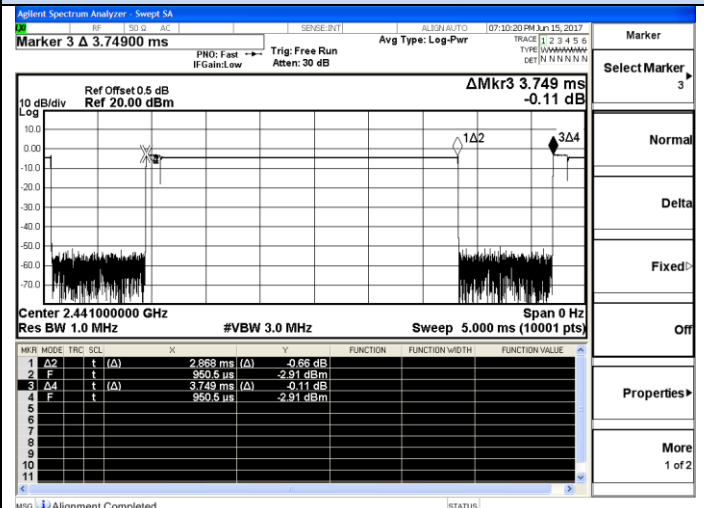 Agilent Spectrum Analyzer - Swept SA
RF 50 Ω AC SENSE:INT ALIGN AUTO 07:10:20 PM Jun 15, 2017
Marker 3 Δ 3.74900 ms
PNO: Fast
IFGain:Low
Trig: Free Run
Atten: 30 dB
Avg Type: Log-Pwr
TRACE 1 2 3 4 5 6
TYPE WWWWWW
DET N N N N N N
Ref Offset 0.5 dB
10 dB/div Ref 20.00 dBm
Log
ΔMkr3 3.749 ms
-0.11 dB
10.0
0.00
-10.0
-20.0
-30.0
-40.0
-50.0
-60.0
-70.0
1Δ2
3Δ4
Center 2.441000000 GHz Span 0 Hz
Res BW 1.0 MHz #VBW 3.0 MHz Sweep 5.000 ms (10001 pts)
MKR MODE TRC SCL X Y FUNCTION FUNCTION WIDTH FUNCTION VALUE
1 Δ2 t (Δ) 2.868 ms (Δ) -0.66 dB
2 F t 950.5 µs -2.91 dBm
3 Δ4 t (Δ) 3.749 ms (Δ) -0.11 dB
4 F t 950.5 µs -2.91 dBm
5
6
7
8
9
10
11
MSG Alignment Completed STATUS
Marker
Select Marker
3
Normal
Delta
Fixed
Off
Properties
More
1 of 2